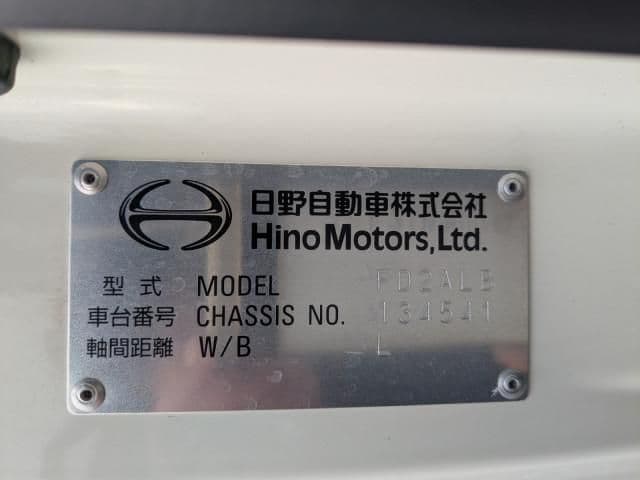 日野自動車株式会社
Hino Motors, Ltd.
型式 MODEL FD2ALB
車台番号 CHASSIS NO. 134541
軸間距離 W/B L